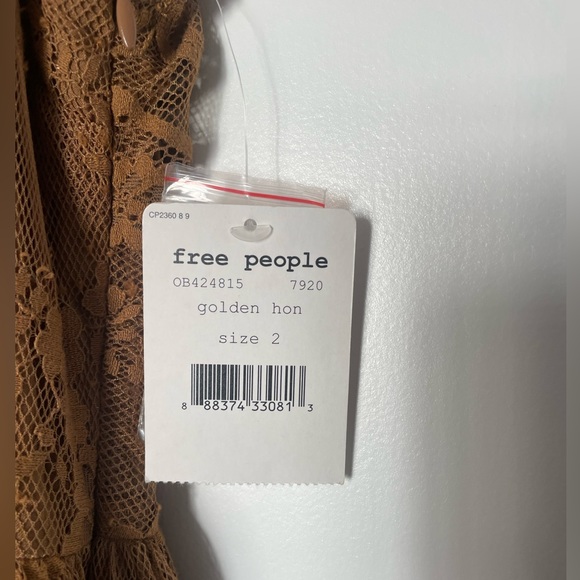 CP2360 8 9
free people
OB424815 7920
golden hon
size 2
8 88374 33081 3